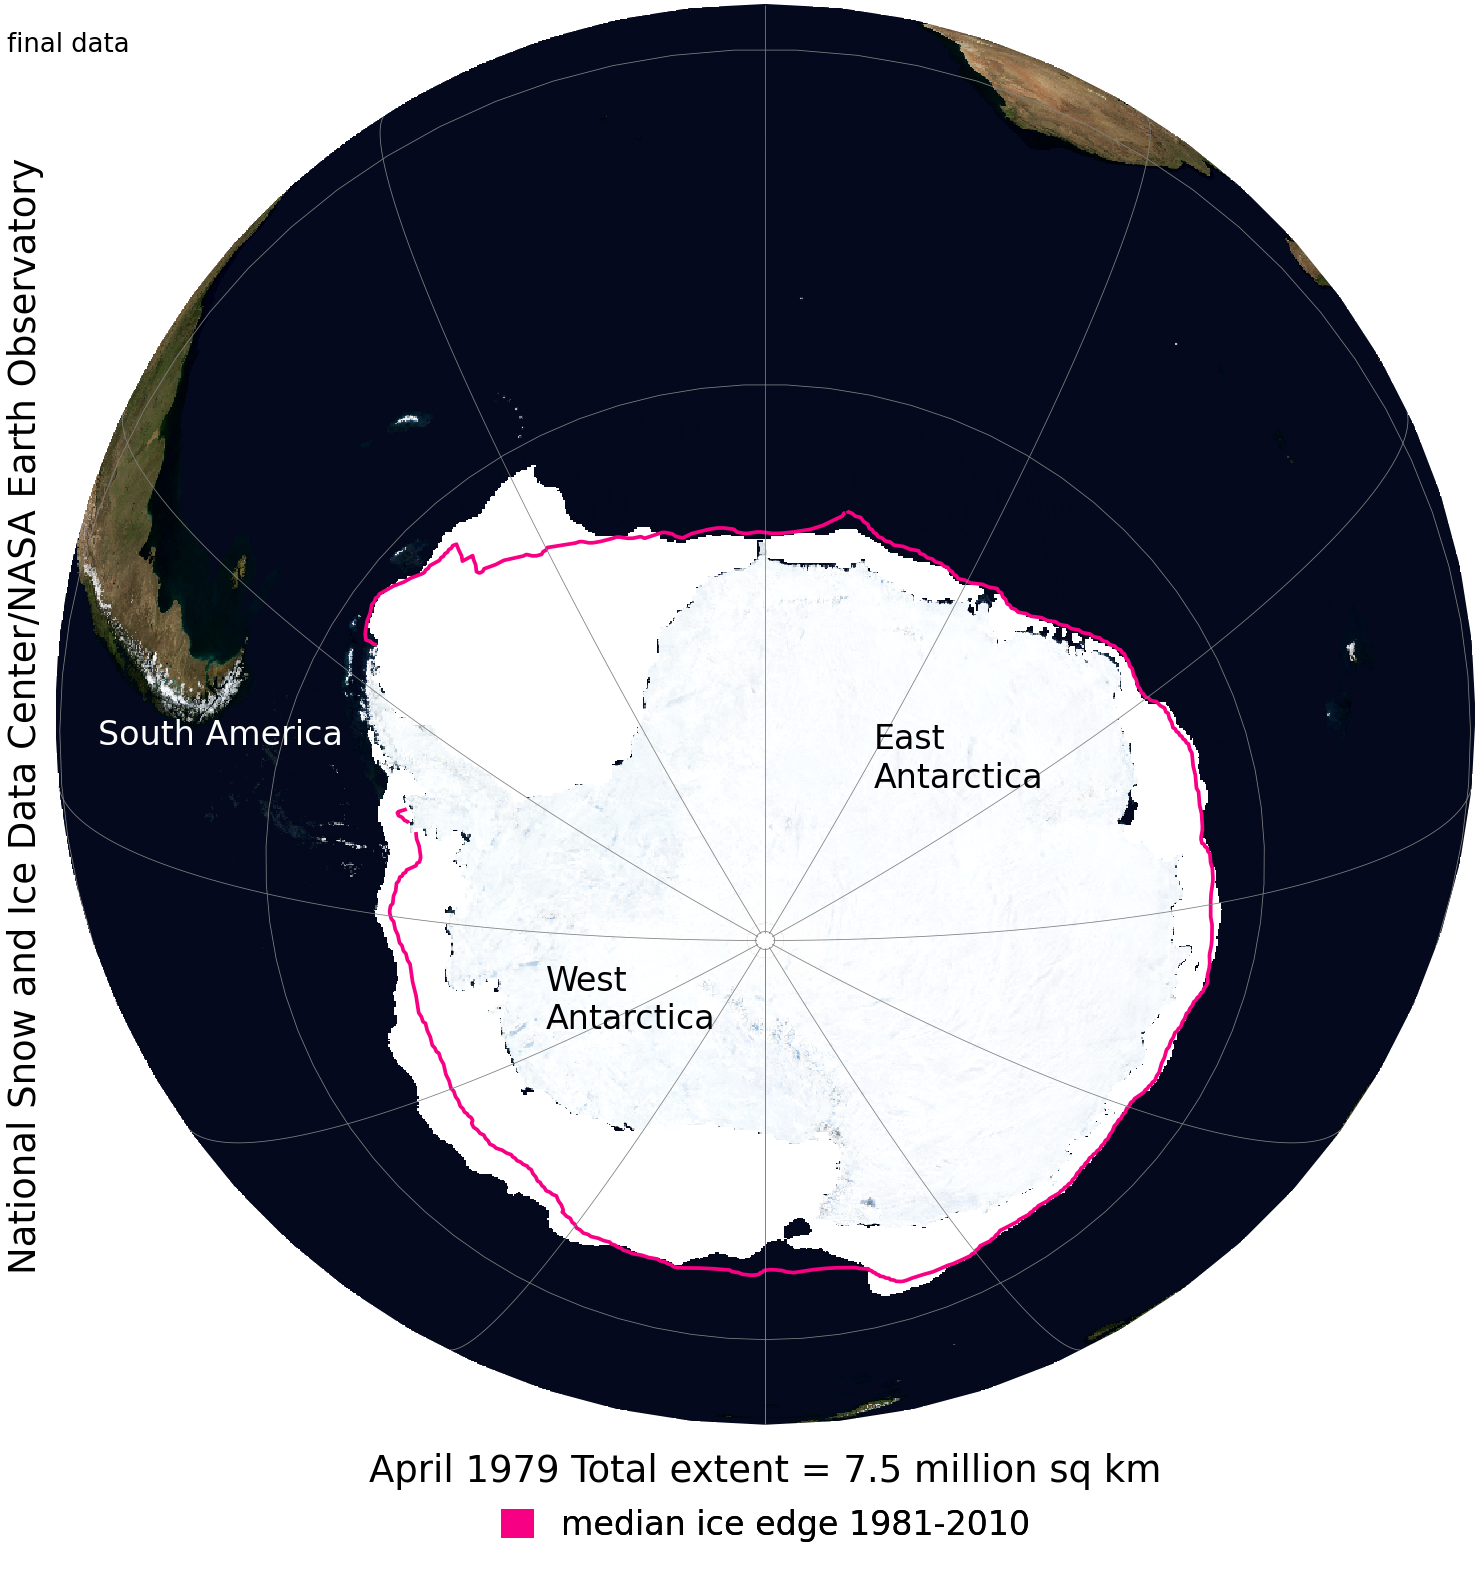 final data
National Snow and Ice Data Center/NASA Earth Observatory
South America
East
Antarctica
West
Antarctica
April 1979 Total extent = 7.5 million sq km
median ice edge 1981-2010